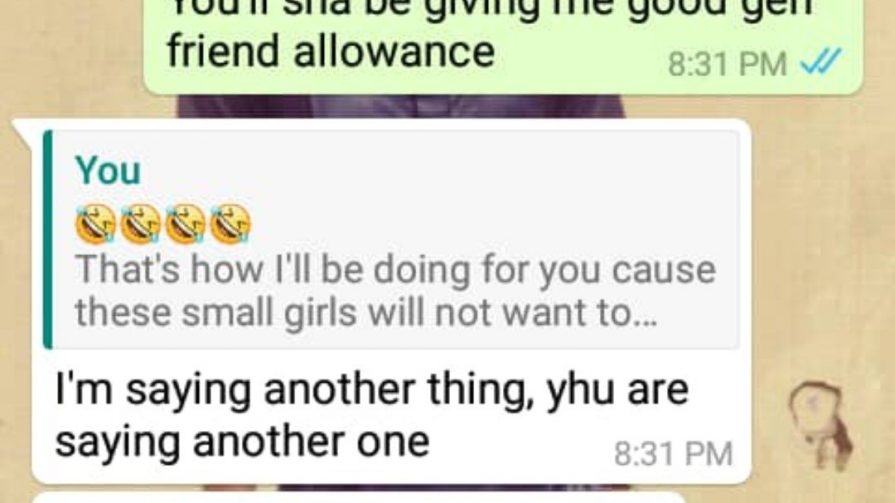 You'll sha be giving me good gen
friend allowance
8:31 PM
You
🤣🤣🤣🤣
That's how I'll be doing for you cause
these small girls will not want to...
I'm saying another thing, yhu are
saying another one
8:31 PM